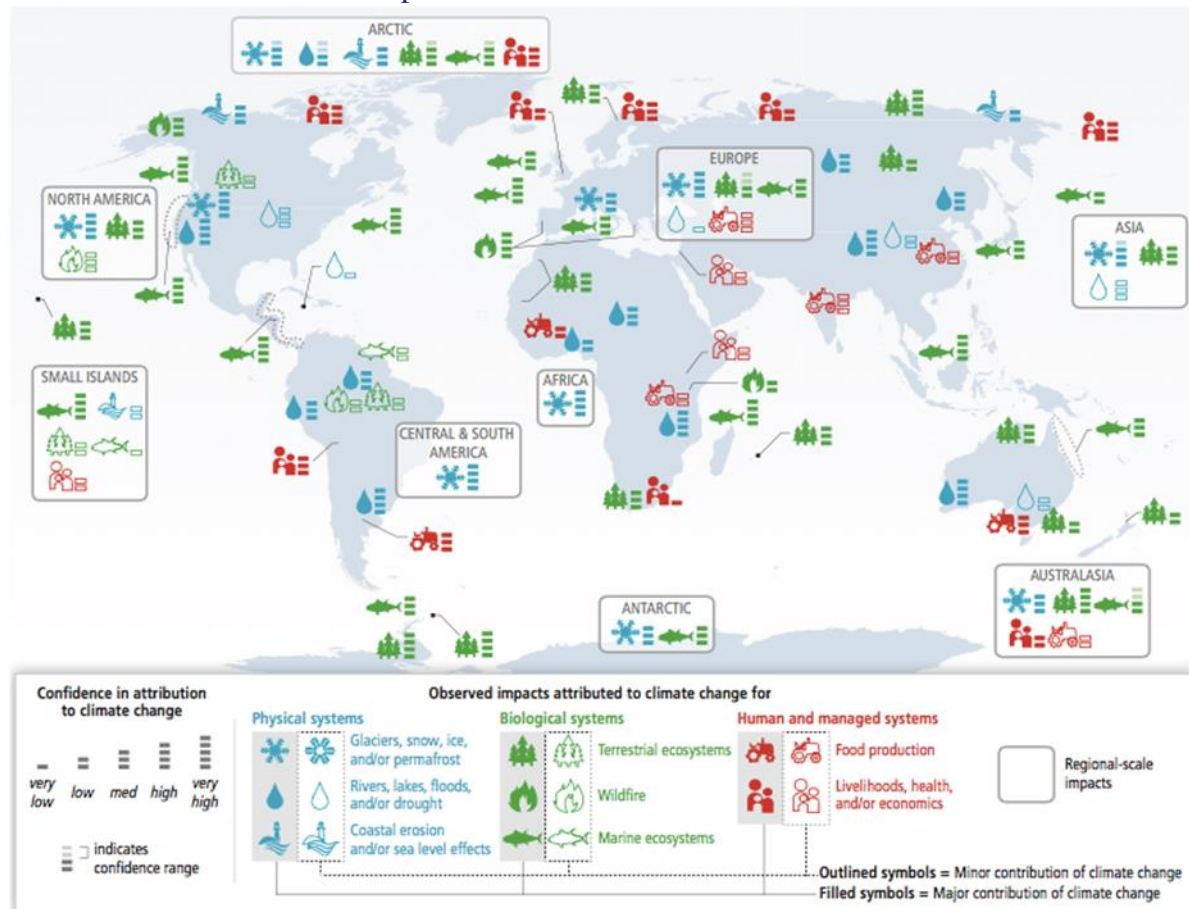 ARCTIC
EUROPE
NORTH AMERICA
ASIA
SMALL ISLANDS
AFRICA
CENTRAL & SOUTH
AMERICA
ANTARCTIC
AUSTRALASIA
Confidence in attribution
to climate change
very
low
low
med
high
very
high
indicates
confidence range
Observed impacts attributed to climate change for
Physical systems
Glaciers, snow, ice,
and/or permafrost
Rivers, lakes, floods,
and/or drought
Coastal erosion
and/or sea level effects
Biological systems
Terrestrial ecosystems
Wildfire
Marine ecosystems
Human and managed systems
Food production
Livelihoods, health,
and/or economics
Regional-scale
impacts
Outlined symbols = Minor contribution of climate change
Filled symbols = Major contribution of climate change